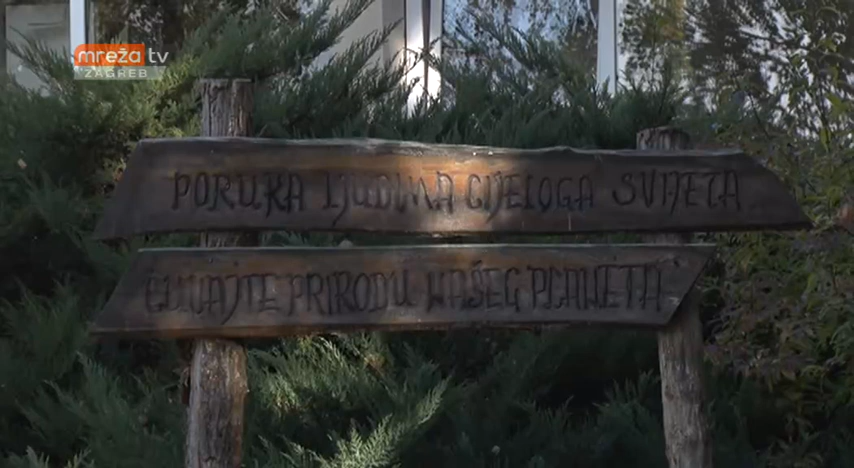 mreža tv
ZAGREB
PORUKA LJUDIMA CIJELOGA SVIJETA
ČUVAJTE PRIRODU NAŠEG PLANETA